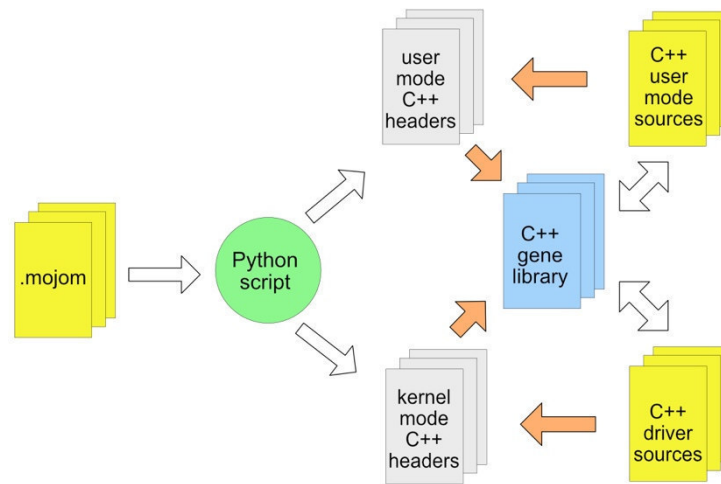 user
mode
C++
headers
C++
user
mode
sources
.mojom
Python
script
C++
gene
library
kernel
mode
C++
headers
C++
driver
sources